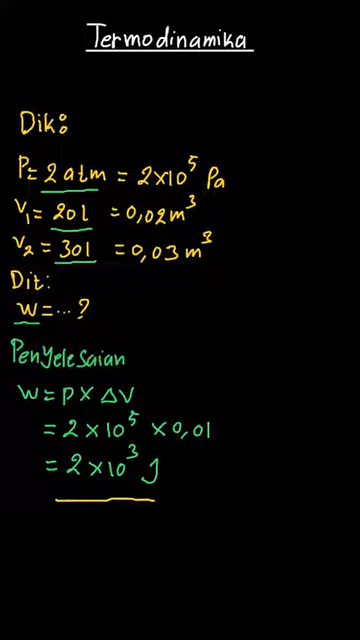 Termodinamika
Dik:
P = 2 atm = 2×10⁵ Pa
V₁ = 20 l = 0,02 m³
V₂ = 30 l = 0,03 m³
Dit:
W = ... ?
Penyelesaian
W = P × ΔV
= 2 × 10⁵ × 0,01
= 2 × 10³ J